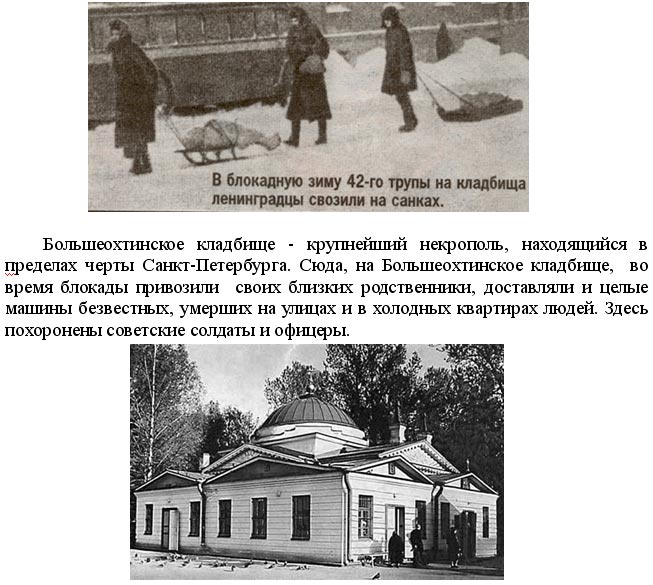 В блокадную зиму 42-го трупы на кладбища
ленинградцы свозили на санках.
Большеохтинское кладбище - крупнейший некрополь, находящийся в
пределах черты Санкт-Петербурга. Сюда, на Большеохтинское кладбище, во
время блокады привозили своих близких родственники, доставляли и целые
машины безвестных, умерших на улицах и в холодных квартирах людей. Здесь
похоронены советские солдаты и офицеры.